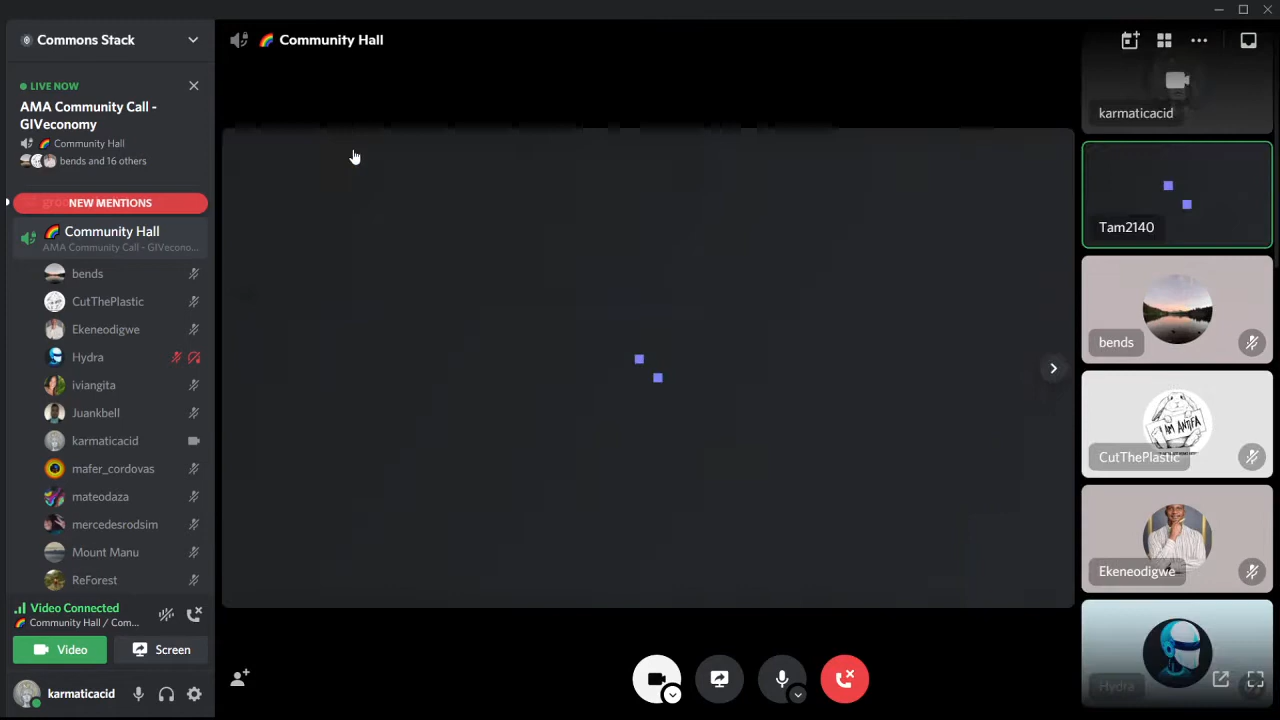 Commons Stack
LIVE NOW
AMA Community Call -
GIVeconomy
🌈 Community Hall
bends and 16 others
NEW MENTIONS
🌈 Community Hall
AMA Community Call - GIVecono...
bends
CutThePlastic
Ekeneodigwe
Hydra
iviangita
Juankbell
karmaticacid
mafer_cordovas
mateodaza
mercedesrodsim
Mount Manu
ReForest
Video Connected
🌈 Community Hall / Com...
Video
Screen
karmaticacid
🌈 Community Hall
karmaticacid
Tam2140
bends
I AM ANTIFA
CutThePlastic
Ekeneodigwe
Hydra